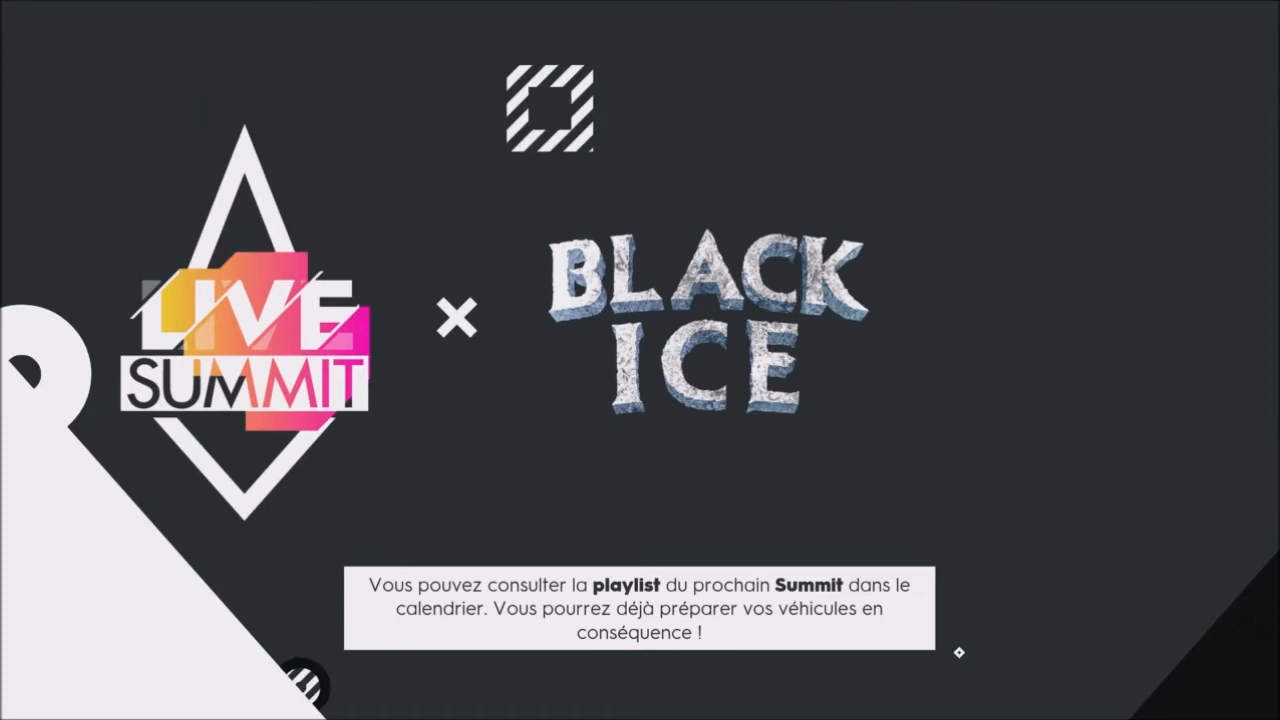 LIVE
SUMMIT
×
BLACK
ICE
Vous pouvez consulter la playlist du prochain Summit dans le
calendrier. Vous pourrez déjà préparer vos véhicules en
conséquence !